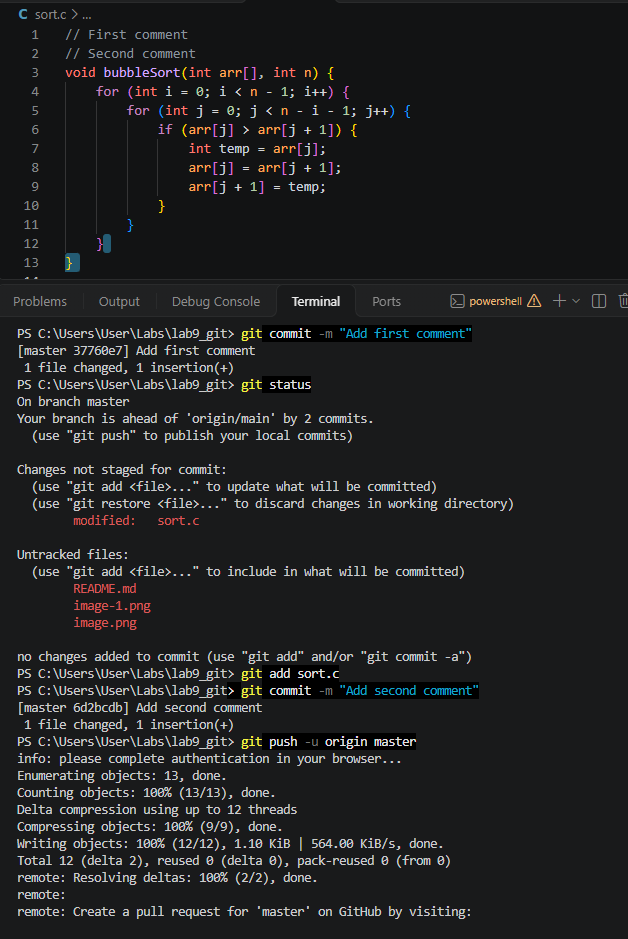 C sort.c > ...
1 // First comment
2 // Second comment
3 void bubbleSort(int arr[], int n) {
4     for (int i = 0; i < n - 1; i++) {
5         for (int j = 0; j < n - i - 1; j++) {
6             if (arr[j] > arr[j + 1]) {
7                 int temp = arr[j];
8                 arr[j] = arr[j + 1];
9                 arr[j + 1] = temp;
10             }
11         }
12     }
13 }
Problems Output Debug Console Terminal Ports powershell
PS C:\Users\User\Labs\lab9_git> git commit -m "Add first comment"
[master 37760e7] Add first comment
 1 file changed, 1 insertion(+)
PS C:\Users\User\Labs\lab9_git> git status
On branch master
Your branch is ahead of 'origin/main' by 2 commits.
  (use "git push" to publish your local commits)
Changes not staged for commit:
  (use "git add <file>..." to update what will be committed)
  (use "git restore <file>..." to discard changes in working directory)
        modified:   sort.c
Untracked files:
  (use "git add <file>..." to include in what will be committed)
        README.md
        image-1.png
        image.png
no changes added to commit (use "git add" and/or "git commit -a")
PS C:\Users\User\Labs\lab9_git> git add sort.c
PS C:\Users\User\Labs\lab9_git> git commit -m "Add second comment"
[master 6d2bcdb] Add second comment
 1 file changed, 1 insertion(+)
PS C:\Users\User\Labs\lab9_git> git push -u origin master
info: please complete authentication in your browser...
Enumerating objects: 13, done.
Counting objects: 100% (13/13), done.
Delta compression using up to 12 threads
Compressing objects: 100% (9/9), done.
Writing objects: 100% (12/12), 1.10 KiB | 564.00 KiB/s, done.
Total 12 (delta 2), reused 0 (delta 0), pack-reused 0 (from 0)
remote: Resolving deltas: 100% (2/2), done.
remote:
remote: Create a pull request for 'master' on GitHub by visiting: